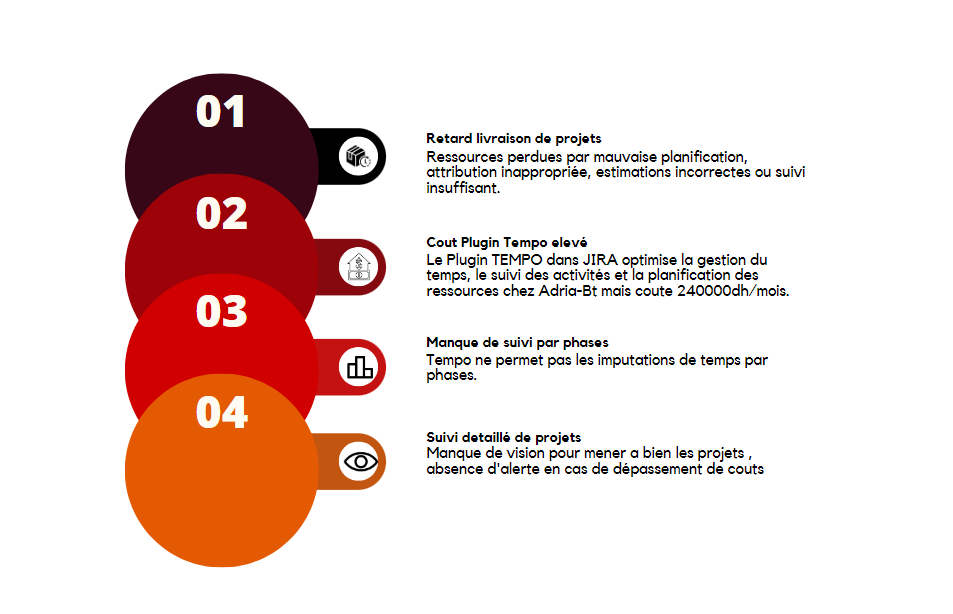 01
Retard livraison de projets
Ressources perdues par mauvaise planification,
attribution inappropriée, estimations incorrectes ou suivi
insuffisant.
02
Cout Plugin Tempo elevé
Le Plugin TEMPO dans JIRA optimise la gestion du
temps, le suivi des activités et la planification des
ressources chez Adria-Bt mais coute 240000dh/mois.
03
Manque de suivi par phases
Tempo ne permet pas les imputations de temps par
phases.
04
Suivi detaillé de projets
Manque de vision pour mener a bien les projets ,
absence d'alerte en cas de dépassement de couts